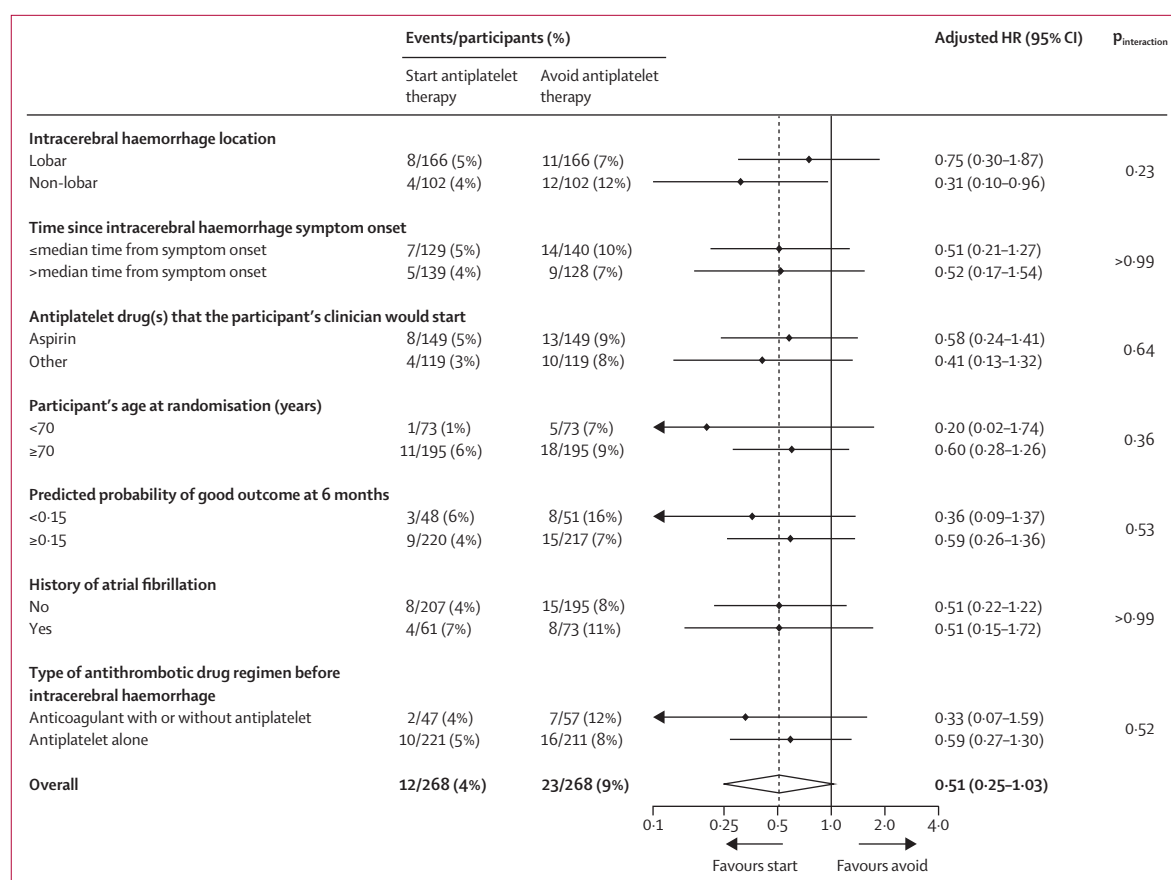 Events/participants (%) Adjusted HR (95% CI) pinteraction
Start antiplatelet therapy Avoid antiplatelet therapy
Intracerebral haemorrhage location
Lobar 8/166 (5%) 11/166 (7%) 0·75 (0·30–1·87)
0·23
Non-lobar 4/102 (4%) 12/102 (12%) 0·31 (0·10–0·96)
Time since intracerebral haemorrhage symptom onset
≤median time from symptom onset 7/129 (5%) 14/140 (10%) 0·51 (0·21–1·27)
>0·99
>median time from symptom onset 5/139 (4%) 9/128 (7%) 0·52 (0·17–1·54)
Antiplatelet drug(s) that the participant’s clinician would start
Aspirin 8/149 (5%) 13/149 (9%) 0·58 (0·24–1·41)
0·64
Other 4/119 (3%) 10/119 (8%) 0·41 (0·13–1·32)
Participant’s age at randomisation (years)
<70 1/73 (1%) 5/73 (7%) 0·20 (0·02–1·74)
0·36
≥70 11/195 (6%) 18/195 (9%) 0·60 (0·28–1·26)
Predicted probability of good outcome at 6 months
<0·15 3/48 (6%) 8/51 (16%) 0·36 (0·09–1·37)
0·53
≥0·15 9/220 (4%) 15/217 (7%) 0·59 (0·26–1·36)
History of atrial fibrillation
No 8/207 (4%) 15/195 (8%) 0·51 (0·22–1·22)
>0·99
Yes 4/61 (7%) 8/73 (11%) 0·51 (0·15–1·72)
Type of antithrombotic drug regimen before
intracerebral haemorrhage
Anticoagulant with or without antiplatelet 2/47 (4%) 7/57 (12%) 0·33 (0·07–1·59)
0·52
Antiplatelet alone 10/221 (5%) 16/211 (8%) 0·59 (0·27–1·30)
Overall 12/268 (4%) 23/268 (9%) 0·51 (0·25–1·03)
0·1 0·25 0·5 1·0 2·0 4·0
Favours start Favours avoid